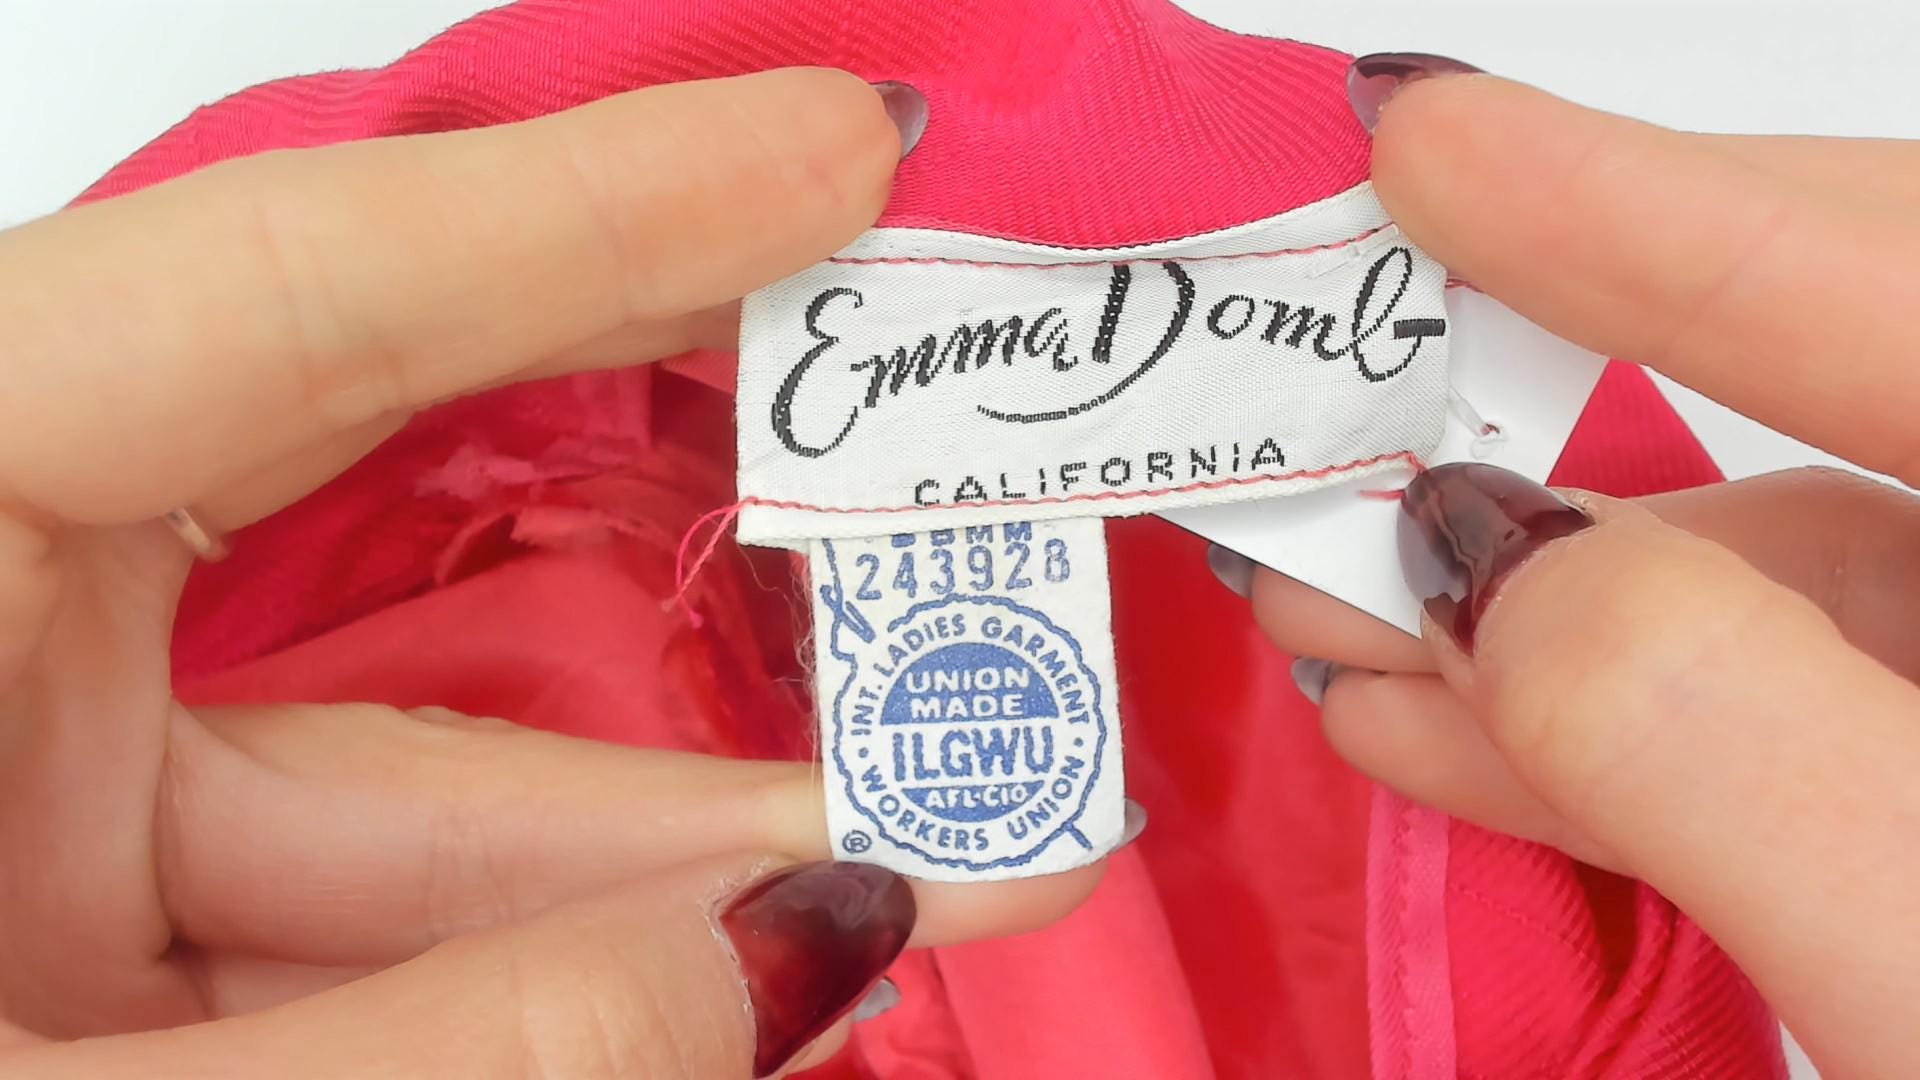 Emma Domb
CALIFORNIA
243928
INT. LADIES GARMENT
UNION
MADE
ILGWU
AFL-CIO
· WORKERS UNION ·
®